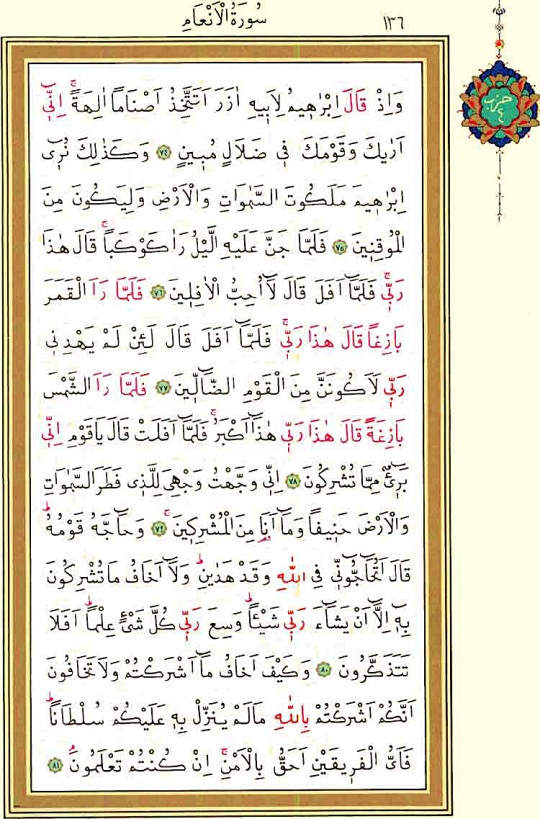 سُورَةُ الْاَنْعَامِ ١٣٦
حزب ٤
وَاِذْ قَالَ اِبْرٰه۪يمُ لِاَب۪يهِ اٰزَرَ اَتَتَّخِذُ اَصْنَاماً اٰلِهَةًۚ اِنّ۪ٓي
اَرٰيكَ وَقَوْمَكَ ف۪ي ضَلَالٍ مُب۪ينٍ ﴿٧٤﴾ وَكَذٰلِكَ نُر۪ٓي
اِبْرٰه۪يمَ مَلَكُوتَ السَّمٰوَاتِ وَالْاَرْضِ وَلِيَكُونَ مِنَ
الْمُوقِن۪ينَ ﴿٧٥﴾ فَلَمَّا جَنَّ عَلَيْهِ الَّيْلُ رَاٰ كَوْكَباًۚ قَالَ هٰذَا
رَبّ۪يۚ فَلَمَّٓا اَفَلَ قَالَ لَٓا اُحِبُّ الْاٰفِل۪ينَ ﴿٧٦﴾ فَلَمَّا رَاَ الْقَمَرَ
بَازِغاً قَالَ هٰذَا رَبّ۪يۚ فَلَمَّٓا اَفَلَ قَالَ لَئِنْ لَمْ يَهْدِن۪ي
رَبّ۪ي لَاَكُونَنَّ مِنَ الْقَوْمِ الضَّٓالّ۪ينَ ﴿٧٧﴾ فَلَمَّا رَاَ الشَّمْسَ
بَازِغَةً قَالَ هٰذَا رَبّ۪ي هٰذَٓا اَكْبَرُۚ فَلَمَّٓا اَفَلَتْ قَالَ يَاقَوْمِ اِنّ۪ي
بَر۪ٓيءٌ مِمَّا تُشْرِكُونَ ﴿٧٨﴾ اِنّ۪ي وَجَّهْتُ وَجْهِيَ لِلَّذ۪ي فَطَرَ السَّمٰوَاتِ
وَالْاَرْضَ حَن۪يفاً وَمَٓا اَنَا۬ مِنَ الْمُشْرِك۪ينَۚ ﴿٧٩﴾ وَحَٓاجَّهُ قَوْمُهُۜ
قَالَ اَتُحَٓاجُّٓونّ۪ي فِي اللّٰهِ وَقَدْ هَدٰينِۜ وَلَٓا اَخَافُ مَا تُشْرِكُونَ
بِه۪ٓ اِلَّٓا اَنْ يَشَٓاءَ رَبّ۪ي شَيْـٔاًۜ وَسِعَ رَبّ۪ي كُلَّ شَيْءٍ عِلْماًۜ اَفَلَا
تَتَذَكَّرُونَ ﴿٨٠﴾ وَكَيْفَ اَخَافُ مَٓا اَشْرَكْتُمْ وَلَا تَخَافُونَ
اَنَّكُمْ اَشْرَكْتُمْ بِاللّٰهِ مَا لَمْ يُنَزِّلْ بِه۪ عَلَيْكُمْ سُلْطَاناًۜ
فَاَيُّ الْفَر۪يقَيْنِ اَحَقُّ بِالْاَمْنِۚ اِنْ كُنْتُمْ تَعْلَمُونَۢ ﴿٨١﴾